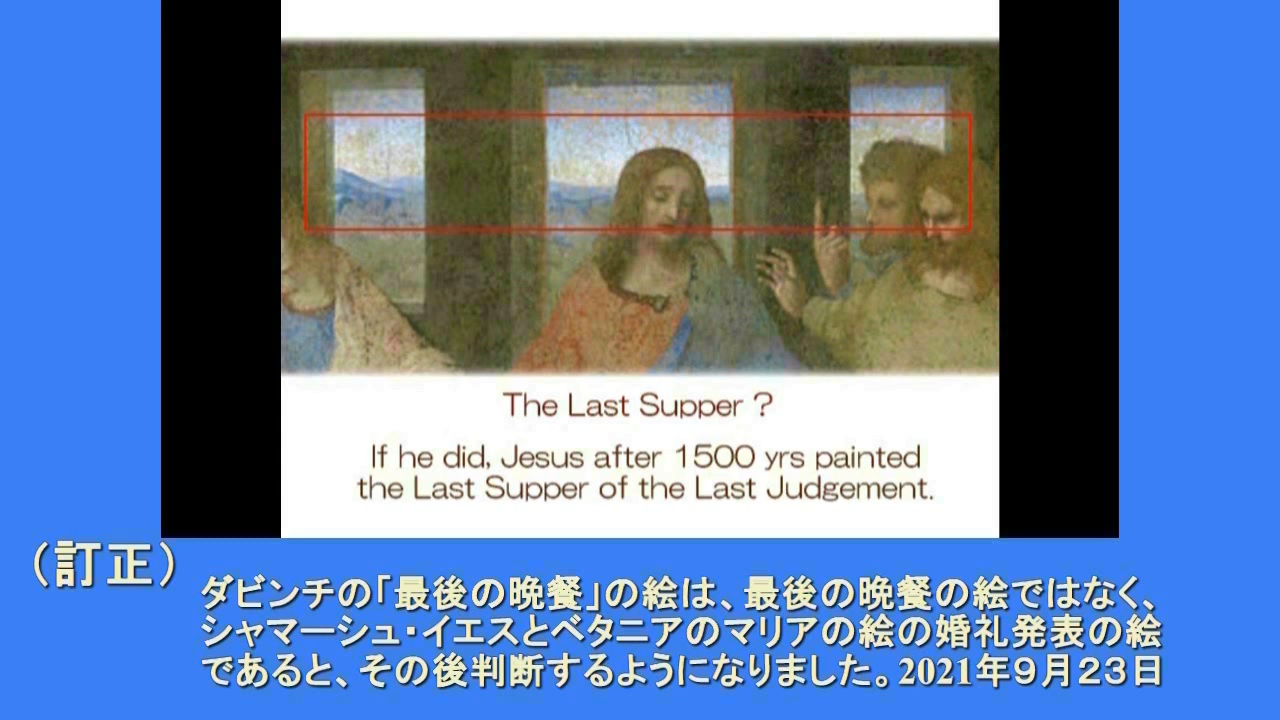 The Last Supper ?
If he did, Jesus after 1500 yrs painted
the Last Supper of the Last Judgement.
（訂正）
ダビンチの「最後の晩餐」の絵は、最後の晩餐の絵ではなく、
シャマーシュ・イエスとベタニアのマリアの絵の婚礼発表の絵
であると、その後判断するようになりました。2021年９月２３日